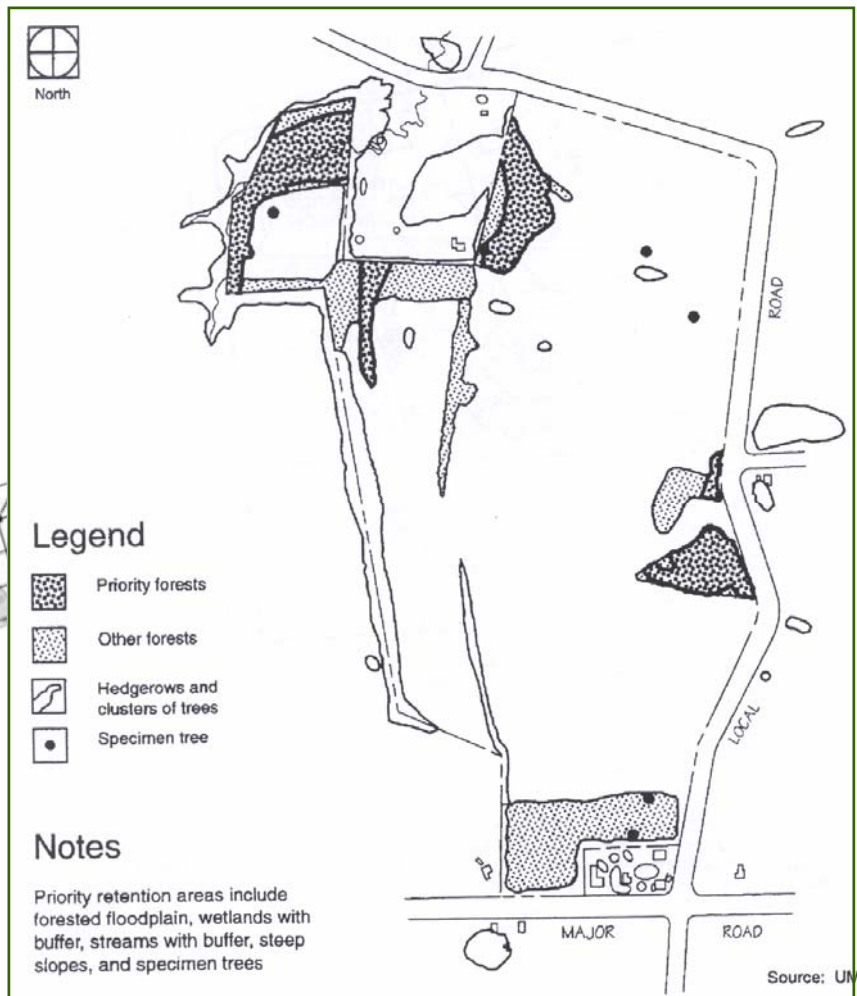 North
ROAD
LOCAL
Legend
Priority forests
Other forests
Hedgerows and
clusters of trees
Specimen tree
Notes
Priority retention areas include
forested floodplain, wetlands with
buffer, streams with buffer, steep
slopes, and specimen trees
MAJOR ROAD
Source: